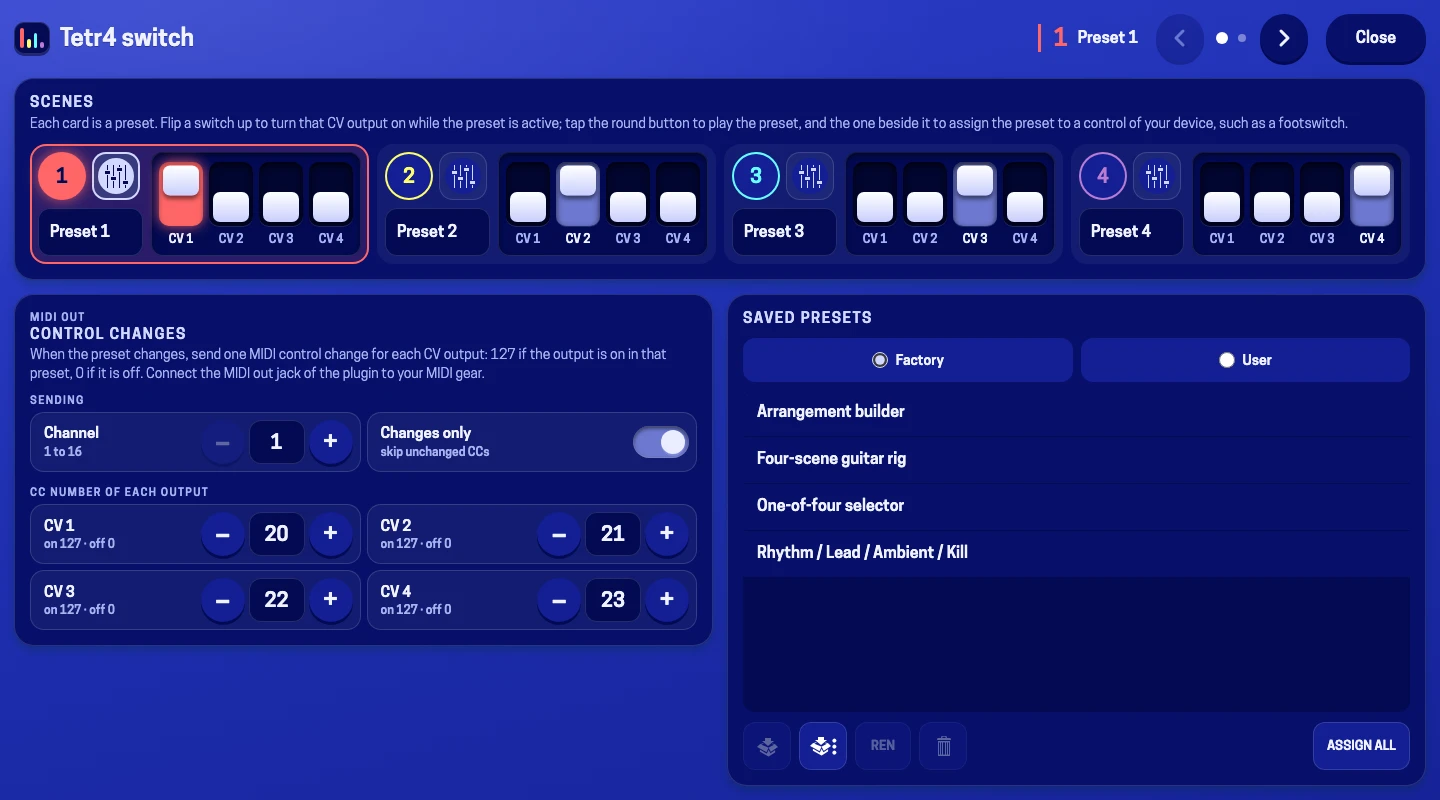 Tetr4 switch
1 Preset 1
Close
SCENES
Each card is a preset. Flip a switch up to turn that CV output on while the preset is active; tap the round button to play the preset, and the one beside it to assign the preset to a control of your device, such as a footswitch.
1
Preset 1
CV 1 CV 2 CV 3 CV 4
2
Preset 2
CV 1 CV 2 CV 3 CV 4
3
Preset 3
CV 1 CV 2 CV 3 CV 4
4
Preset 4
CV 1 CV 2 CV 3 CV 4
MIDI OUT
CONTROL CHANGES
When the preset changes, send one MIDI control change for each CV output: 127 if the output is on in that
preset, 0 if it is off. Connect the MIDI out jack of the plugin to your MIDI gear.
SENDING
Channel
1 to 16
− 1 +
Changes only
skip unchanged CCs
CC NUMBER OF EACH OUTPUT
CV 1
on 127 · off 0
− 20 +
CV 2
on 127 · off 0
− 21 +
CV 3
on 127 · off 0
− 22 +
CV 4
on 127 · off 0
− 23 +
SAVED PRESETS
Factory
User
Arrangement builder
Four-scene guitar rig
One-of-four selector
Rhythm / Lead / Ambient / Kill
REN
ASSIGN ALL